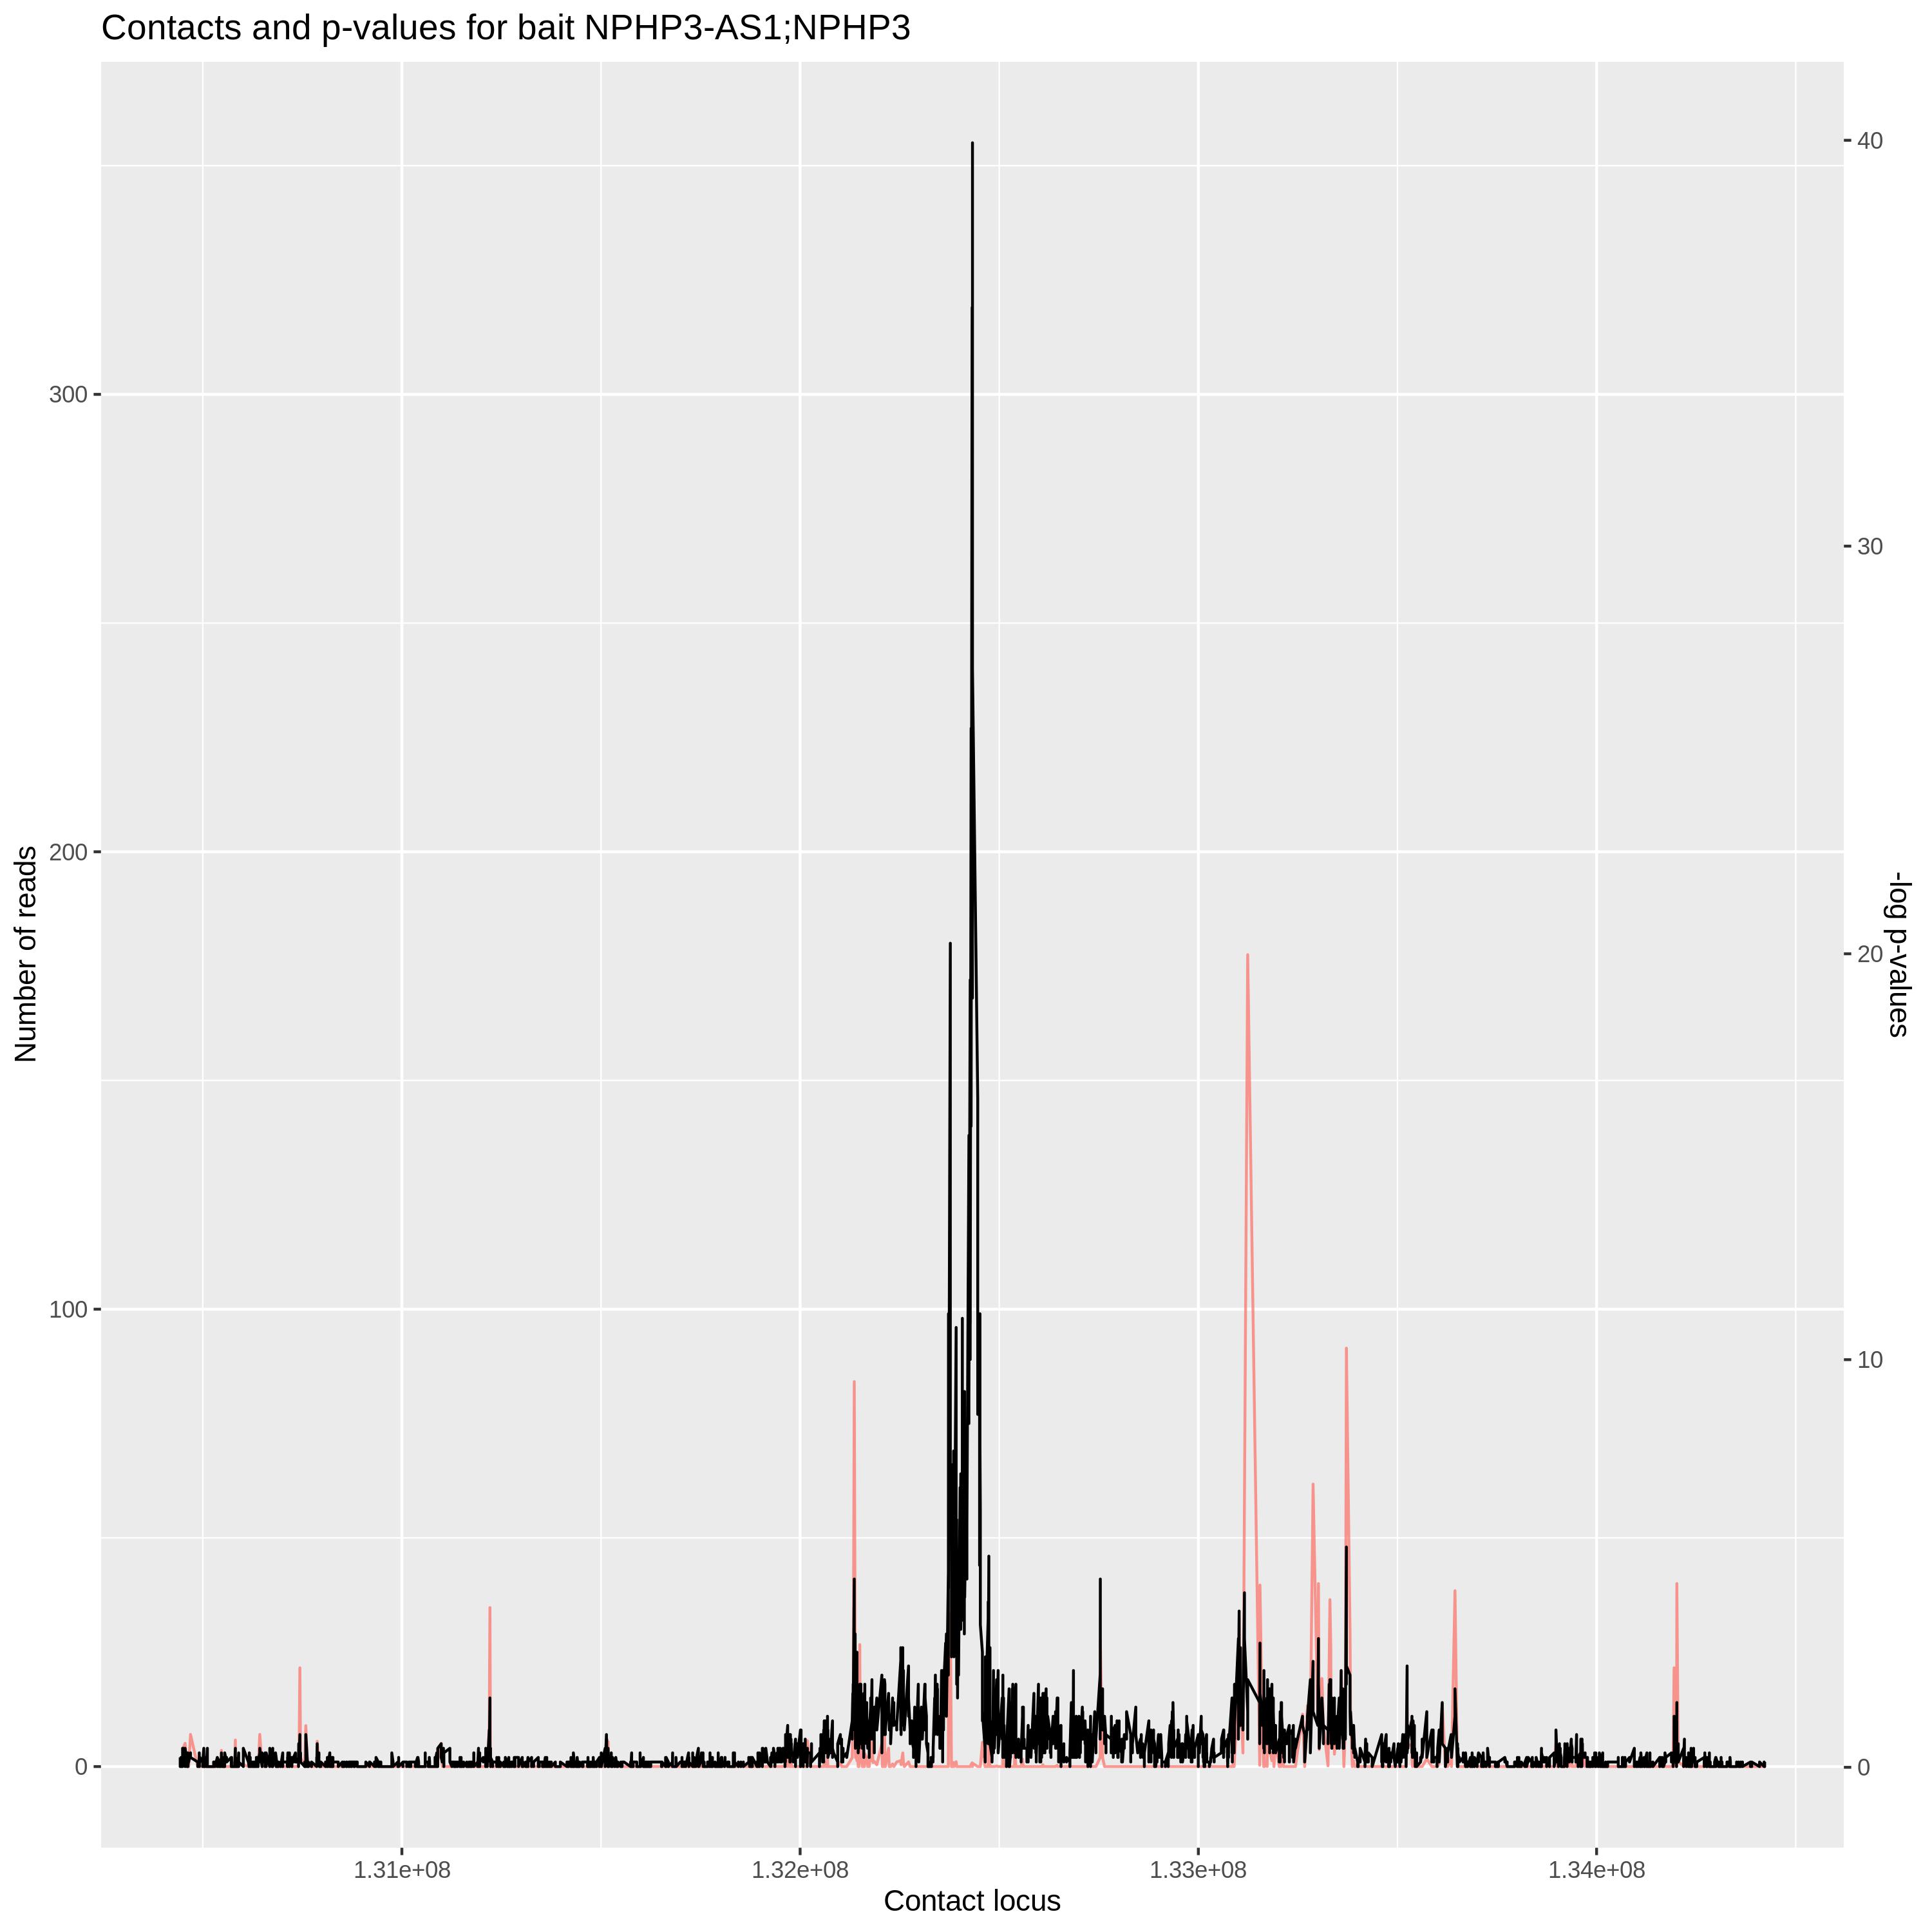 Contacts and p-values for bait NPHP3-AS1;NPHP3
40
300
30
200
20
Number of reads
-log p-values
100
10
0
0
1.31e+08 1.32e+08 1.33e+08 1.34e+08
Contact locus